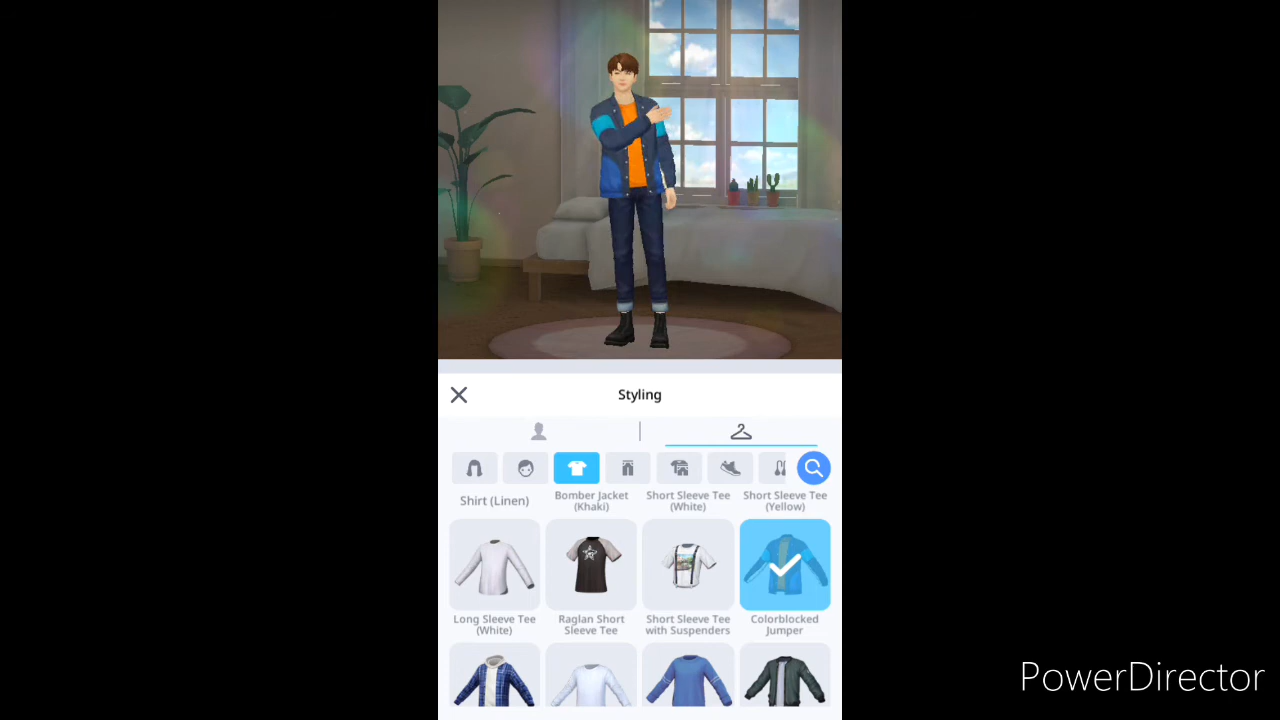 Styling
Shirt (Linen)
Bomber Jacket
(Khaki)
Short Sleeve Tee
(White)
Short Sleeve Tee
(Yellow)
Long Sleeve Tee
(White)
Raglan Short
Sleeve Tee
Short Sleeve Tee
with Suspenders
Colorblocked
Jumper
PowerDirector